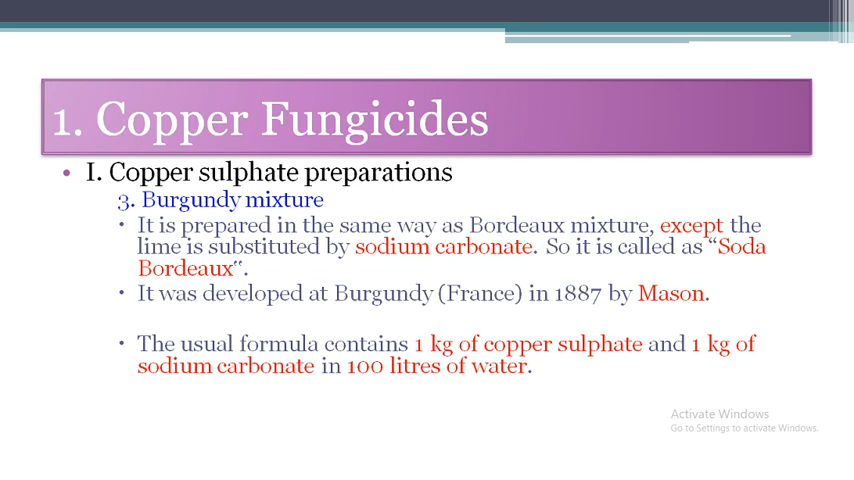 1. Copper Fungicides
• I. Copper sulphate preparations
3. Burgundy mixture
• It is prepared in the same way as Bordeaux mixture, except the
lime is substituted by sodium carbonate. So it is called as “Soda
Bordeaux‟.
• It was developed at Burgundy (France) in 1887 by Mason.
• The usual formula contains 1 kg of copper sulphate and 1 kg of
sodium carbonate in 100 litres of water.
Activate Windows
Go to Settings to activate Windows.